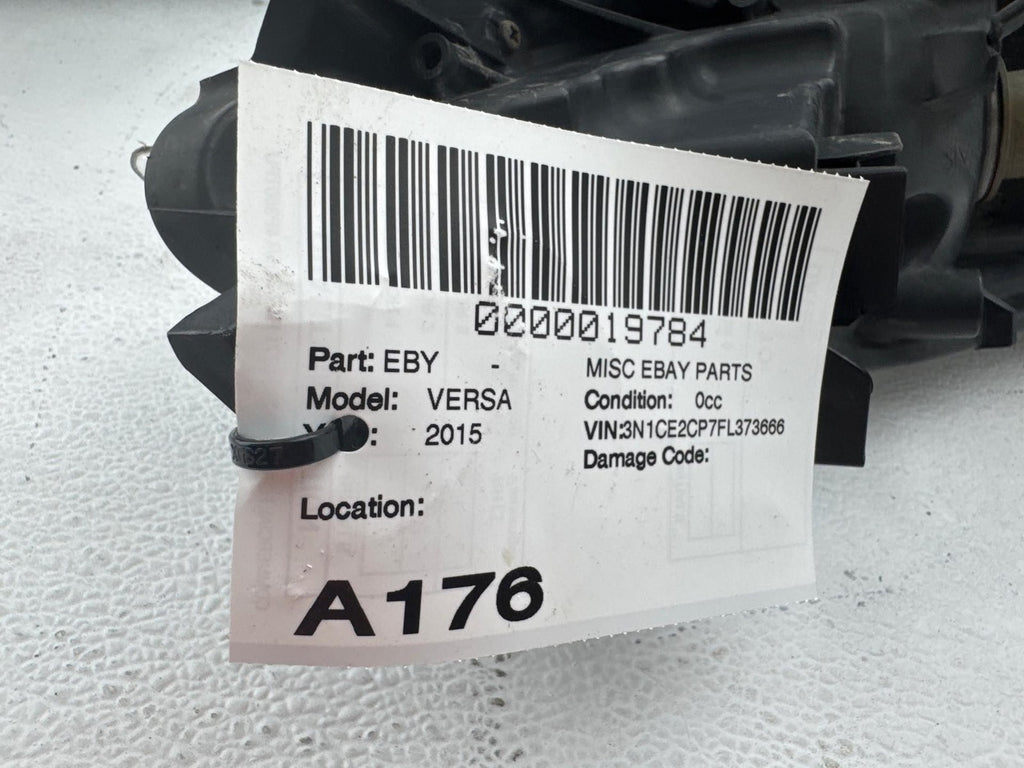 0000019784
Part: EBY - MISC EBAY PARTS
Model: VERSA Condition: 0cc
2015 VIN:3N1CE2CP7FL373666
Damage Code:
Location:
A176